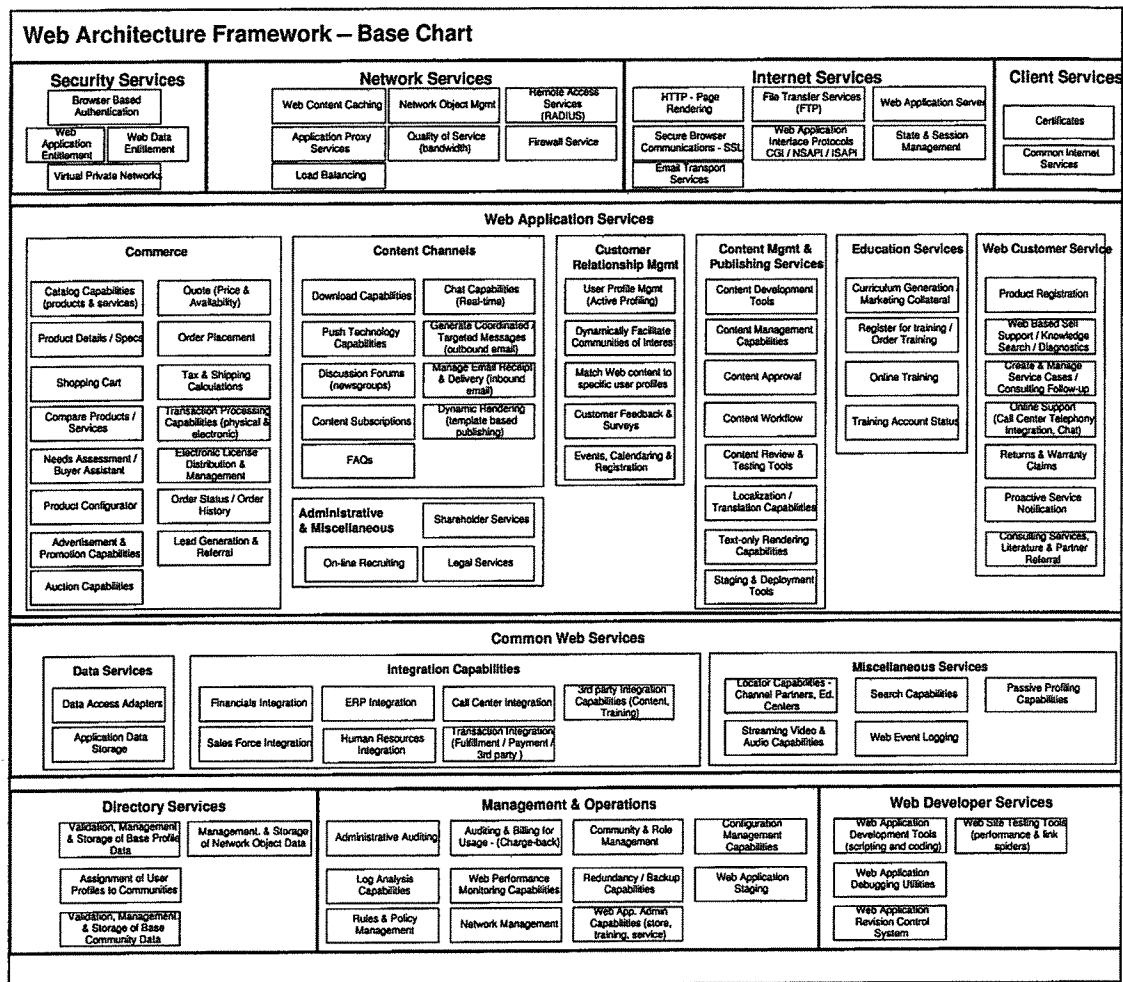 Web Architecture Framework – Base Chart
Security Services
Browser Based
Authentication
Web
Application
Entitlement
Web Data
Entitlement
Virtual Private Networks
Network Services
Web Content Caching
Network Object Mgmt
Remote Access
Services
(RADIUS)
Application Proxy
Services
Quality of Service
(bandwidth)
Firewall Service
Load Balancing
Internet Services
HTTP - Page
Rendering
File Transfer Services
(FTP)
Web Application Server
Secure Browser
Communications - SSL
Web Application
Interface Protocols
CGI / NSAPI / ISAPI
State & Session
Management
Email Transport
Services
Client Services
Certificates
Common Internet
Services
Web Application Services
Commerce
Catalog Capabilities
(products & services)
Quote (Price &
Availability)
Product Details / Specs
Order Placement
Shopping Cart
Tax & Shipping
Calculations
Compare Products /
Services
Transaction Processing
Capabilities (physical &
electronic)
Needs Assessment /
Buyer Assistant
Electronic License
Distribution &
Management
Product Configurator
Order Status / Order
History
Advertisement &
Promotion Capabilities
Lead Generation &
Referral
Auction Capabilities
Content Channels
Download Capabilities
Chat Capabilities
(Real-time)
Push Technology
Capabilities
Generate Coordinated /
Targeted Messages
(outbound email)
Discussion Forums
(newsgroups)
Manage Email Receipt
& Delivery (inbound
email)
Content Subscriptions
Dynamic Rendering
(template based
publishing)
FAQs
Administrative
& Miscellaneous
Shareholder Services
On-line Recruiting
Legal Services
Customer
Relationship Mgmt
User Profile Mgmt
(Active Profiling)
Dynamically Facilitate
Communities of Interes
Match Web content to
specific user profiles
Customer Feedback &
Surveys
Events, Calendaring &
Registration
Content Mgmt &
Publishing Services
Content Development
Tools
Content Management
Capabilities
Content Approval
Content Workflow
Content Review &
Testing Tools
Localization /
Translation Capabilities
Text-only Rendering
Capabilities
Staging & Deployment
Tools
Education Services
Curriculum Generation /
Marketing Collateral
Register for training /
Order Training
Online Training
Training Account Status
Web Customer Service
Product Registration
Web Based Self
Support / Knowledge
Search / Diagnostics
Create & Manage
Service Cases /
Consulting Follow-up
Online Support
(Call Center Telephony
Integration, Chat)
Returns & Warranty
Claims
Proactive Service
Notification
Consulting Services,
Literature & Partner
Referral
Common Web Services
Data Services
Data Access Adapters
Application Data
Storage
Integration Capabilities
Financials Integration
ERP Integration
Call Center Integration
3rd party Integration
Capabilities (Content,
Training)
Sales Force Integration
Human Resources
Integration
Transaction Integration
(Fulfillment / Payment /
3rd party )
Miscellaneous Services
Locator Capabilities -
Channel Partners, Ed.
Centers
Search Capabilities
Passive Profiling
Capabilities
Streaming Video &
Audio Capabilities
Web Event Logging
Directory Services
Validation, Management
& Storage of Base Profile
Data
Management. & Storage
of Network Object Data
Assignment of User
Profiles to Communities
Validation, Management.
& Storage of Base
Community Data
Management & Operations
Administrative Auditing
Auditing & Billing for
Usage - (Charge-back)
Community & Role
Management
Configuration
Management
Capabilities
Log Analysis
Capabilities
Web Performance
Monitoring Capabilities
Redundancy / Backup
Capabilities
Web Application
Staging
Rules & Policy
Management
Network Management
Web App. Admin
Capabilities (store,
training, service)
Web Developer Services
Web Application
Development Tools
(scripting and coding)
Web Site Testing Tools
(performance & link
spiders)
Web Application
Debugging Utilities
Web Application
Revision Control
System